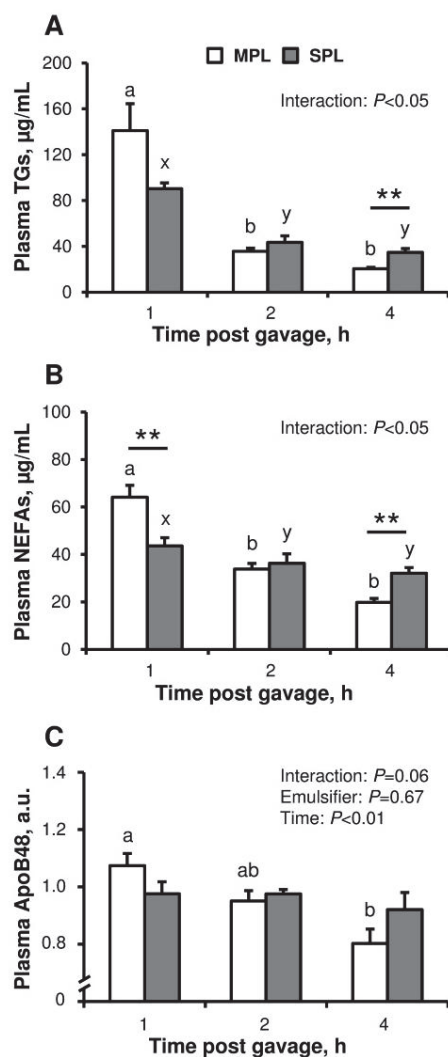 A
MPL SPL
Interaction: P<0.05
Plasma TGs, µg/mL
200
160
120
80
40
0
a
x
b
y
**
b
y
1 2 4
Time post gavage, h
B
Interaction: P<0.05
Plasma NEFAs, µg/mL
100
80
60
40
20
0
**
a
x
b
y
**
b
y
1 2 4
Time post gavage, h
C
Interaction: P=0.06
Emulsifier: P=0.67
Time: P<0.01
Plasma ApoB48, a.u.
1.4
1.2
1.0
0.8
0
a
ab
b
1 2 4
Time post gavage, h